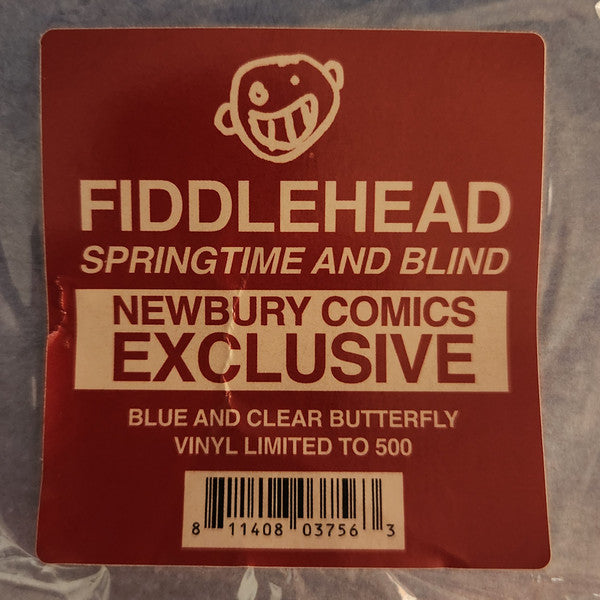 FIDDLEHEAD
SPRINGTIME AND BLIND
NEWBURY COMICS
EXCLUSIVE
BLUE AND CLEAR BUTTERFLY
VINYL LIMITED TO 500
8 11408 03756 3